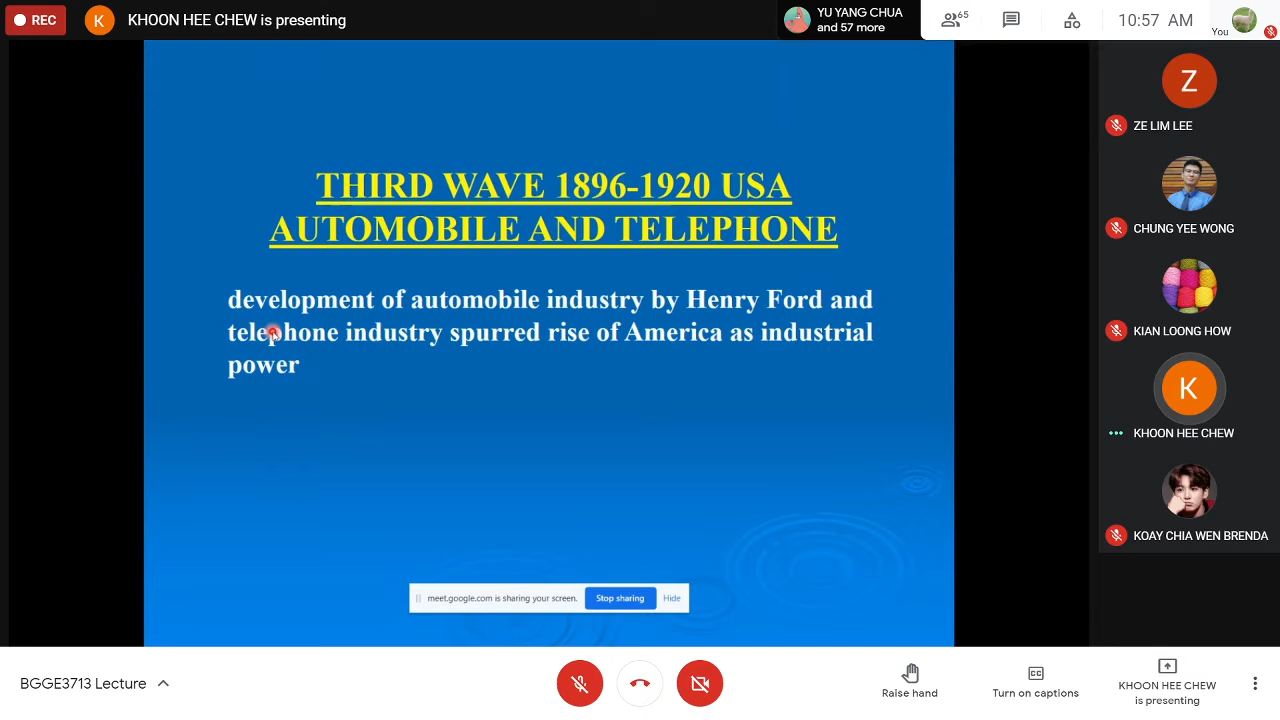 REC
K
KHOON HEE CHEW is presenting
YU YANG CHUA
and 57 more
65
10:57 AM
You
THIRD WAVE 1896-1920 USA
AUTOMOBILE AND TELEPHONE
development of automobile industry by Henry Ford and
telephone industry spurred rise of America as industrial
power
meet.google.com is sharing your screen.
Stop sharing
Hide
Z
ZE LIM LEE
CHUNG YEE WONG
KIAN LOONG HOW
K
KHOON HEE CHEW
KOAY CHIA WEN BRENDA
BGGE3713 Lecture
Raise hand
CC
Turn on captions
KHOON HEE CHEW
is presenting